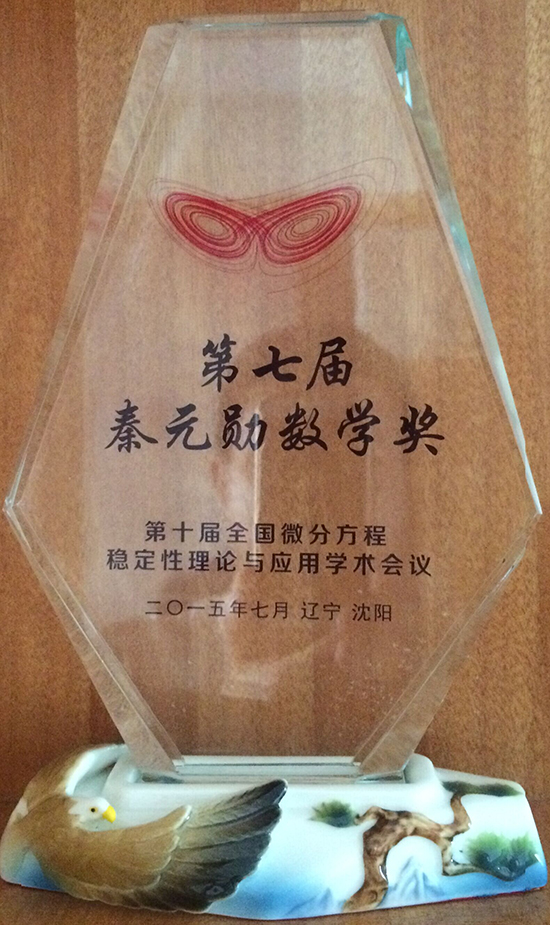 第七届
秦元勋数学奖
第十届全国微分方程
稳定性理论与应用学术会议
二〇一五年七月 辽宁 沈阳